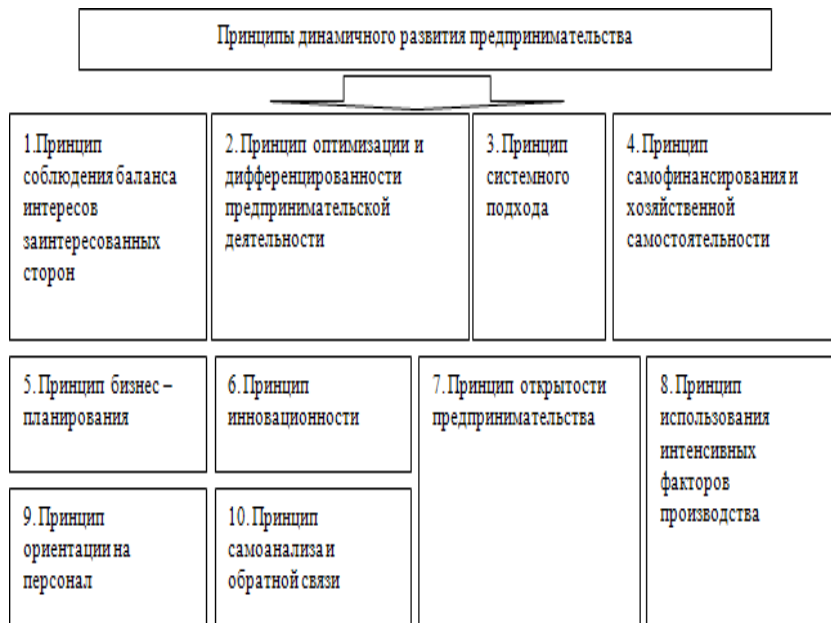 Принципы динамичного развития предпринимательства
1.Принцип
соблюдения баланса
интересов
заинтересованных
сторон
2.Принцип оптимизации и
дифференцированности
предпринимательской
деятельности
3.Принцип
системного
подхода
4.Принцип
самофинансирования и
хозяйственной
самостоятельности
5.Принцип бизнес –
планирования
6.Принцип
инновационности
7.Принцип открытости
предпринимательства
8.Принцип
использования
интенсивных
факторов
производства
9.Принцип
ориентации на
персонал
10.Принцип
самоанализа и
обратной связи